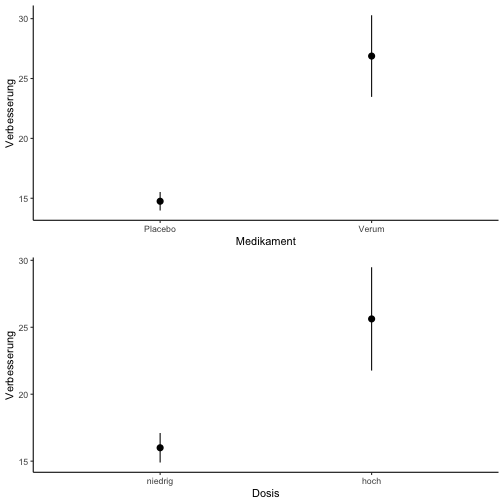 Verbesserung
30
25
20
15
Placebo
Verum
Medikament
Verbesserung
30
25
20
15
niedrig
hoch
Dosis